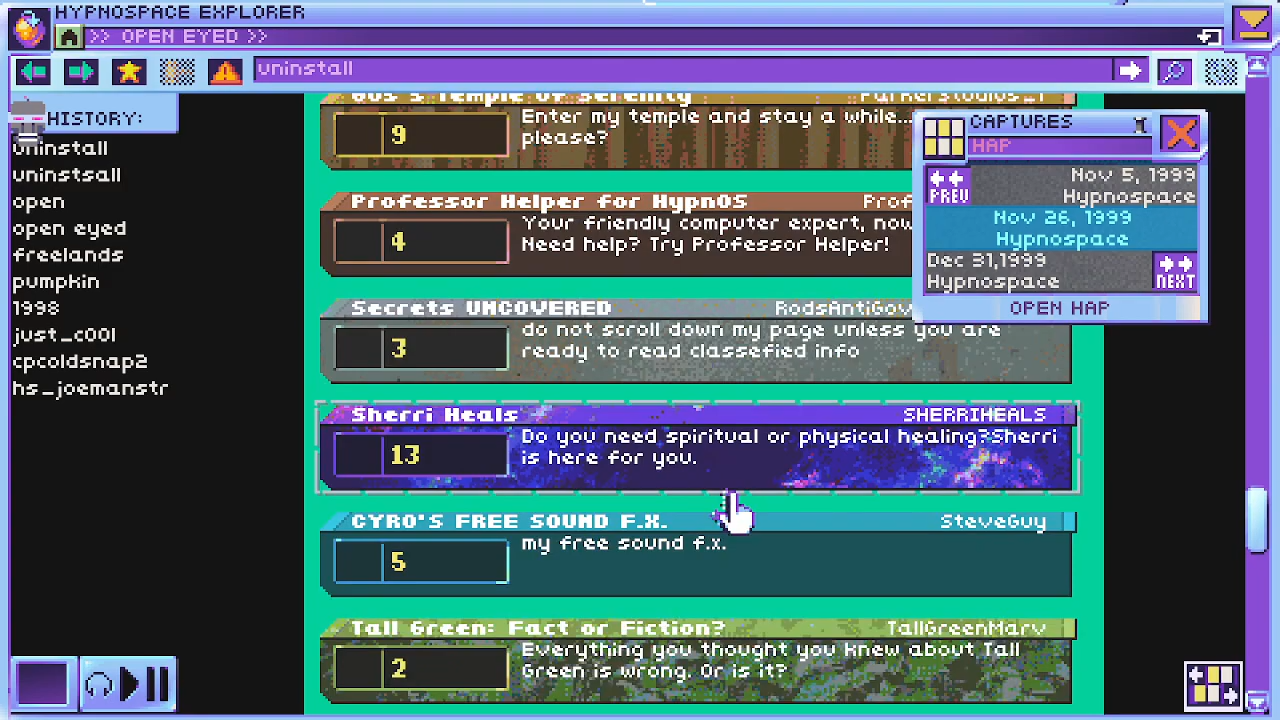 HYPNOSPACE EXPLORER
>> OPEN EYED >>
uninstall
HISTORY:
uninstall
uninstsall
open
open eyed
freelands
pumpkin
1998
just_c00l
cpcoldsnap2
hs_joemanstr
Temple of Serenity
9
Enter my temple and stay a while...
please?
Professor Helper for HypnOS
Prof
4
Your friendly computer expert, now
Need help? Try Professor Helper!
Secrets UNCOVERED
RodsAntiGov
3
do not scroll down my page unless you are
ready to read classefied info
Sherri Heals
SHERRIHEALS
13
Do you need spiritual or physical healing?Sherri
is here for you.
CYRO'S FREE SOUND F.X.
SteveGuy
5
my free sound f.x.
Tall Green: Fact or Fiction?
TallGreenMarv
2
Everything you thought you knew about Tall
Green is wrong. Or is it?
CAPTURES
HAP
PREV
Nov 5, 1999
Hypnospace
Nov 26, 1999
Hypnospace
Dec 31,1999
Hypnospace
NEXT
OPEN HAP